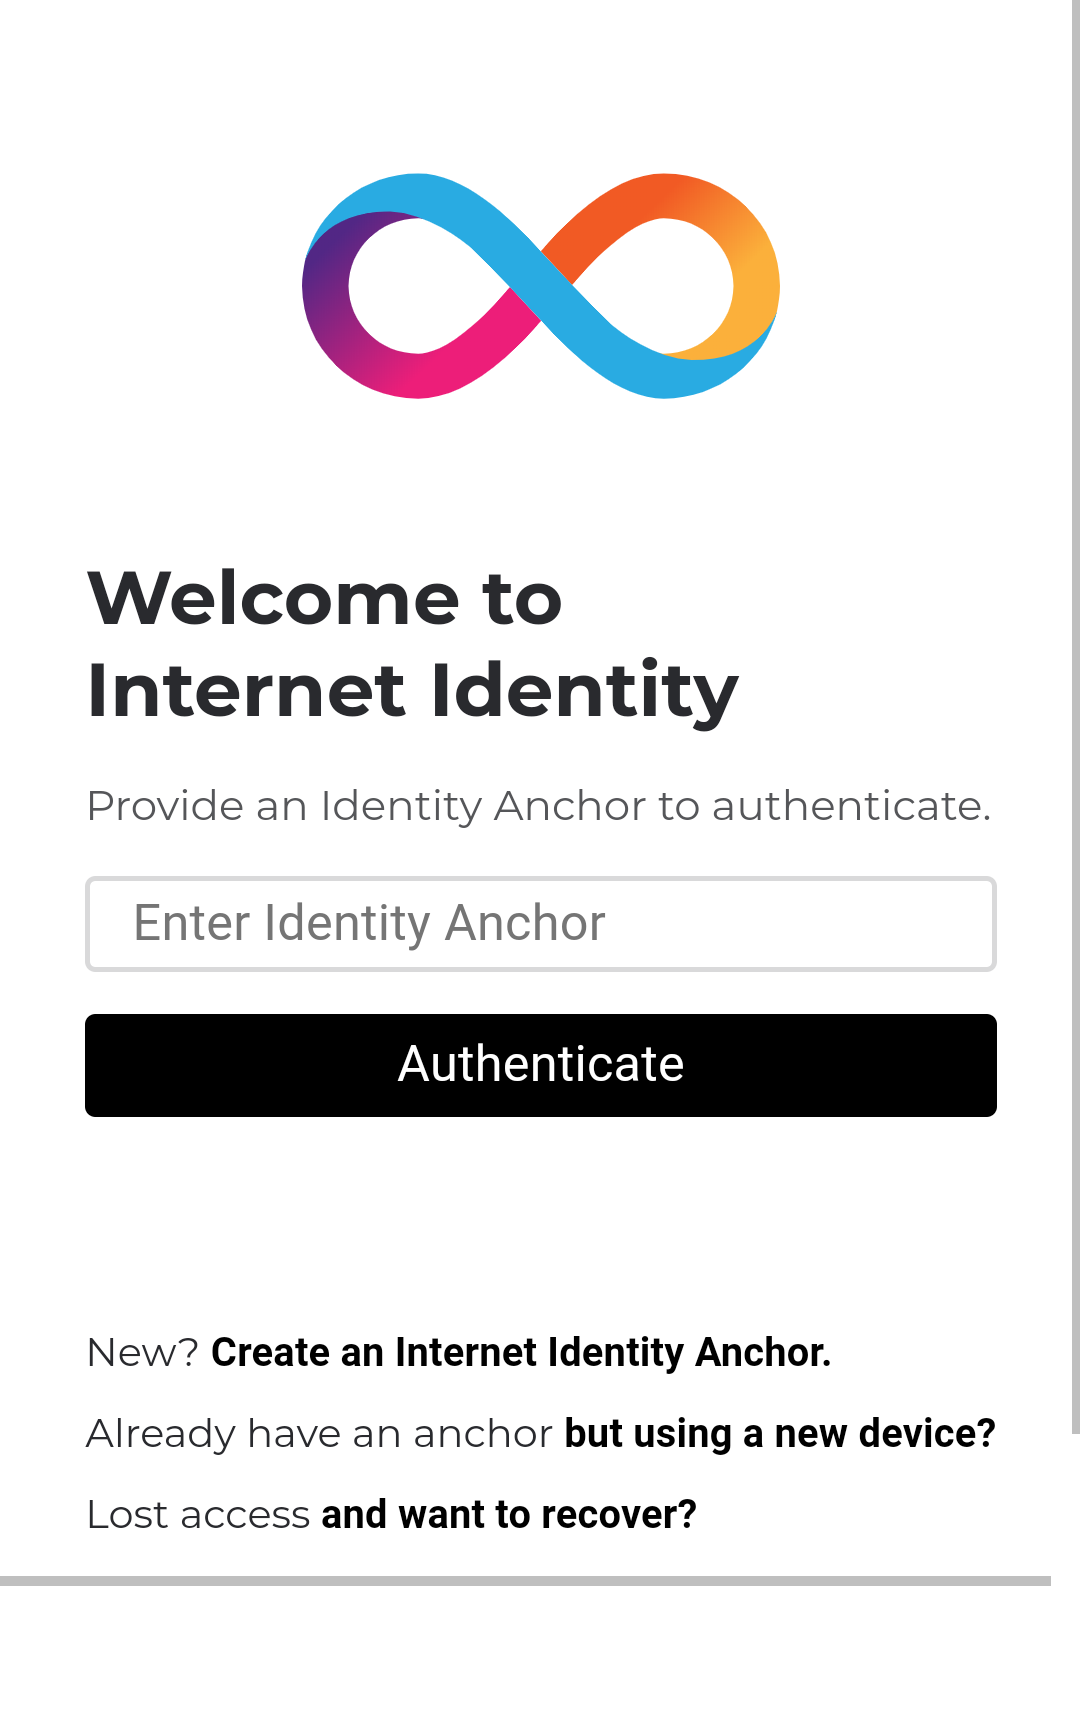 Welcome to
Internet Identity
Provide an Identity Anchor to authenticate.
Enter Identity Anchor
Authenticate
New? Create an Internet Identity Anchor.
Already have an anchor but using a new device?
Lost access and want to recover?